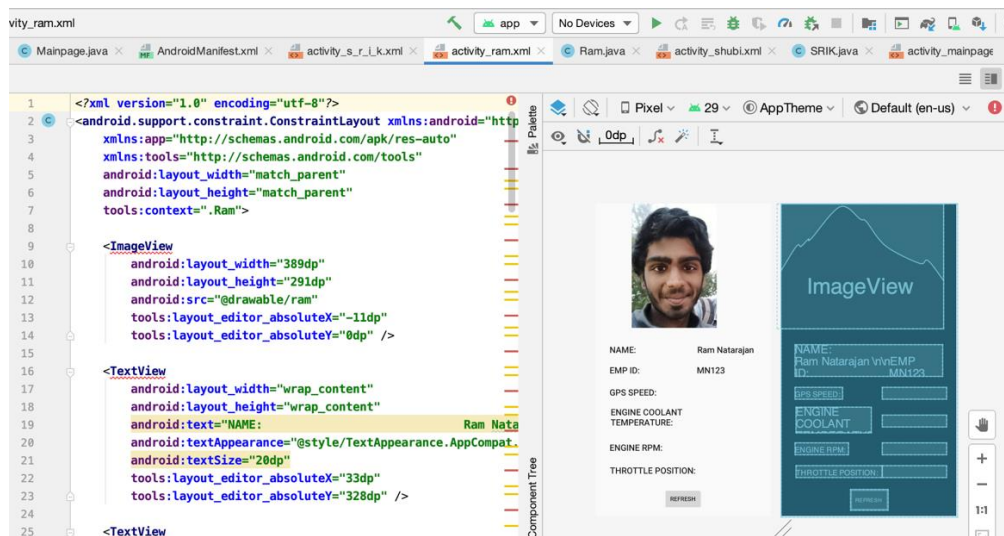 vity_ram.xml
app
No Devices
Mainpage.java
AndroidManifest.xml
activity_s_r_i_k.xml
activity_ram.xml
Ram.java
activity_shubi.xml
SRIK.java
activity_mainpage
1 <?xml version="1.0" encoding="utf-8"?>
2 <android.support.constraint.ConstraintLayout xmlns:android="http
3 xmlns:app="http://schemas.android.com/apk/res-auto"
4 xmlns:tools="http://schemas.android.com/tools"
5 android:layout_width="match_parent"
6 android:layout_height="match_parent"
7 tools:context=".Ram">
8
9 <ImageView
10 android:layout_width="389dp"
11 android:layout_height="291dp"
12 android:src="@drawable/ram"
13 tools:layout_editor_absoluteX="-11dp"
14 tools:layout_editor_absoluteY="0dp" />
15
16 <TextView
17 android:layout_width="wrap_content"
18 android:layout_height="wrap_content"
19 android:text="NAME: Ram Nata
20 android:textAppearance="@style/TextAppearance.AppCompat.
21 android:textSize="20dp"
22 tools:layout_editor_absoluteX="33dp"
23 tools:layout_editor_absoluteY="328dp" />
24
25 <TextView
Palette
Component Tree
Pixel
29
AppTheme
Default (en-us)
0dp
NAME: Ram Natarajan
EMP ID: MN123
GPS SPEED:
ENGINE COOLANT
TEMPERATURE:
ENGINE RPM:
THROTTLE POSITION:
REFRESH
ImageView
NAME:
Ram Natarajan \n\nEMP
ID: MN123
GPS SPEED:
ENGINE
COOLANT
ENGINE RPM:
THROTTLE POSITION:
REFRESH
1:1